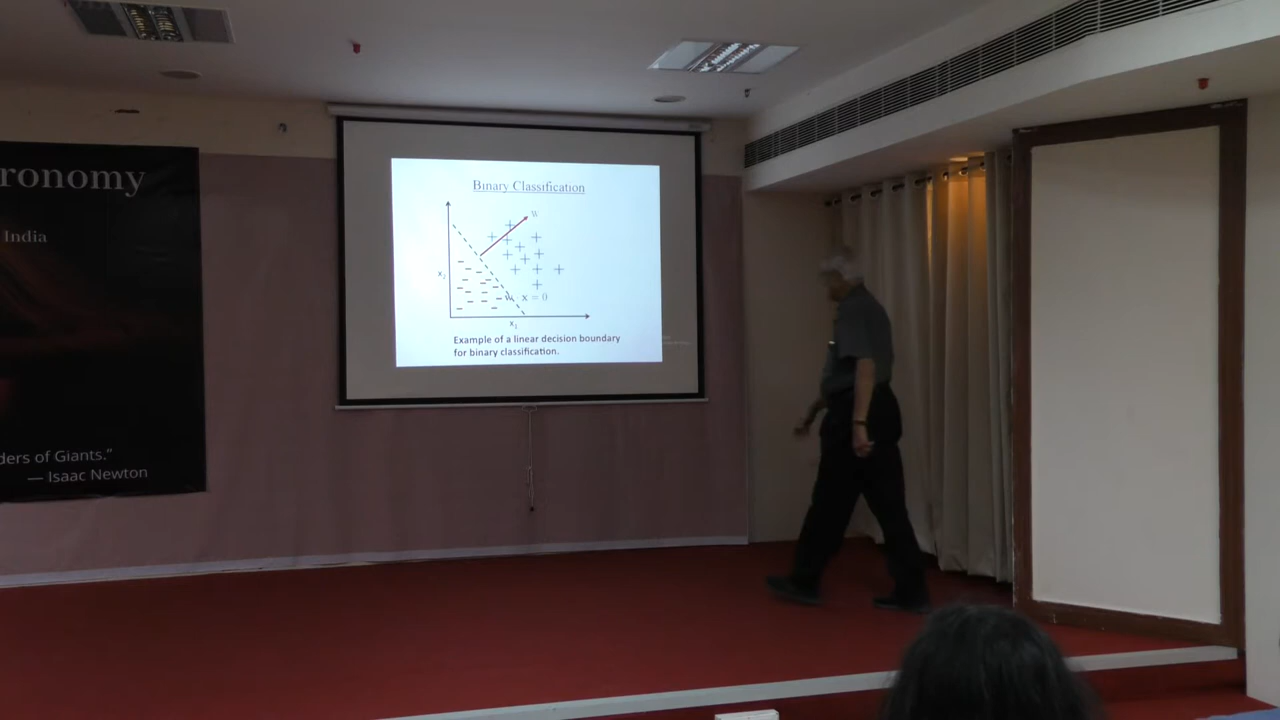 ronomy
India
ders of Giants.”
— Isaac Newton
Binary Classification
W
x2
w. x = 0
x1
Example of a linear decision boundary
for binary classification.